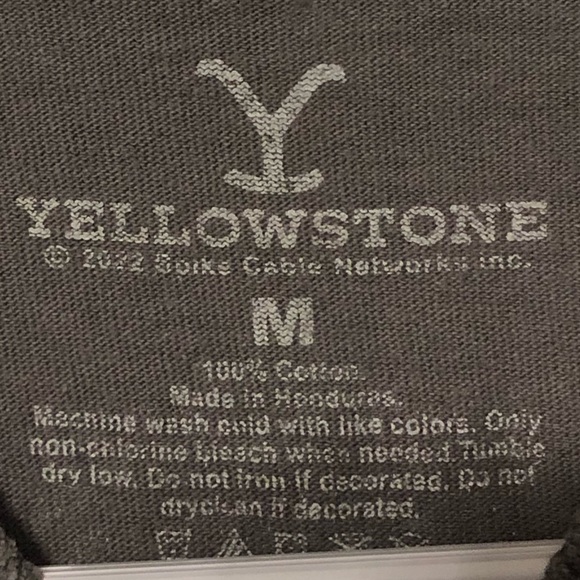 Y
YELLOWSTONE
© 2022 Spike Cable Networks Inc.
M
100% Cotton.
Made in Honduras.
Machine wash cold with like colors. Only
non-chlorine bleach when needed. Tumble
dry low. Do not iron if decorated. Do not
dryclean if decorated.